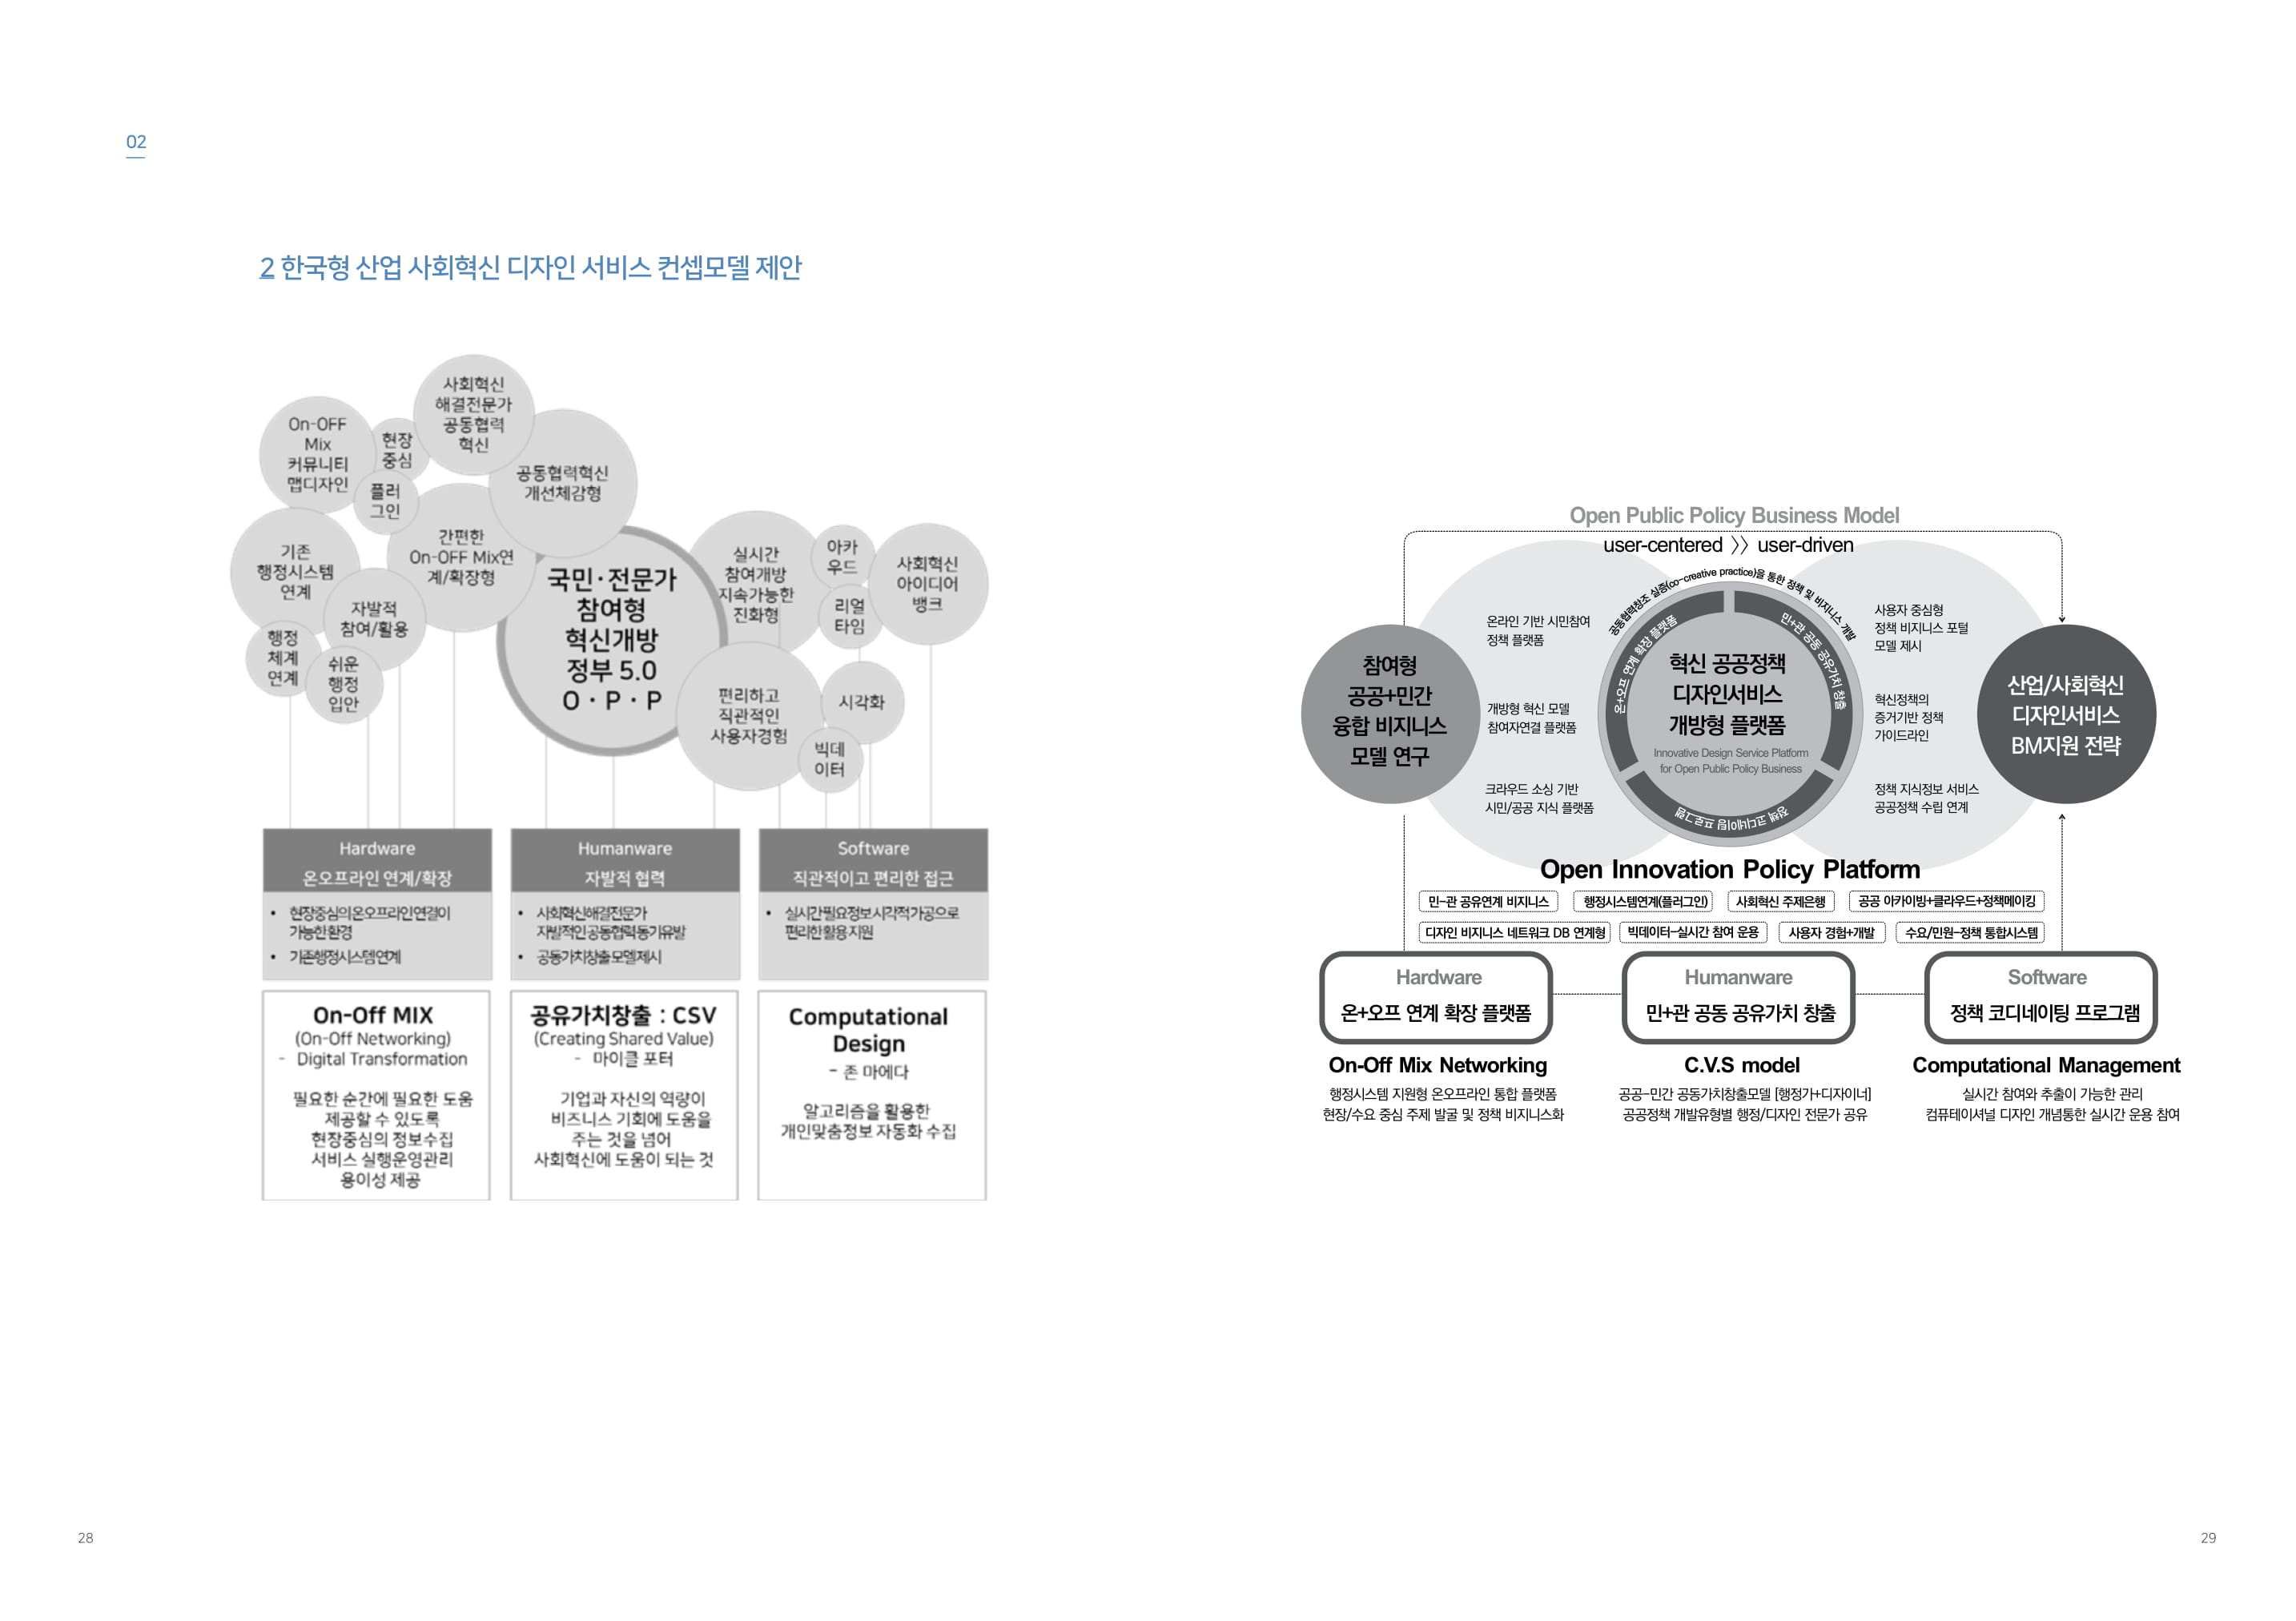 02
2 한국형 산업 사회혁신 디자인 서비스 컨셉모델 제안
사회혁신
해결전문가
공동협력
혁신
On-OFF
Mix
커뮤니티
맵디자인
현장
중심
플러
그인
공동협력혁신
개선체감형
간편한
On-OFF Mix연
계/확장형
기존
행정시스템
연계
자발적
참여/활용
행정
체계
연계
쉬운
행정
입안
국민·전문가
참여형
혁신개방
정부 5.0
O · P · P
실시간
참여개방
지속가능한
진화형
아카
우드
리얼
타임
사회혁신
아이디어
뱅크
편리하고
직관적인
사용자경험
시각화
빅데
이터
Hardware
온오프라인 연계/확장
• 현장중심의온오프라인연결이
가능한환경
• 기존행정시스템연계
Humanware
자발적 협력
• 사회혁신해결전문가
자발적인공동협력동기유발
• 공동가치창출모델제시
Software
직관적이고 편리한 접근
• 실시간필요정보시각적가공으로
편리한활용지원
On-Off MIX
(On-Off Networking)
- Digital Transformation
필요한 순간에 필요한 도움
제공할 수 있도록
현장중심의 정보수집
서비스 실행운영관리
용이성 제공
공유가치창출 : CSV
(Creating Shared Value)
- 마이클 포터
기업과 자신의 역량이
비즈니스 기회에 도움을
주는 것을 넘어
사회혁신에 도움이 되는 것
Computational
Design
- 존 마에다
알고리즘을 활용한
개인맞춤정보 자동화 수집
28
Open Public Policy Business Model
user-centered 〉〉 user-driven
공동협력창조 실증(co-creative practice)을 통한 정책 및 비지니스 개발
온+오프 연계 확장 플랫폼
민+관 공동 공유가치 창출
정책 코디네이팅 프로그램
참여형
공공+민간
융합 비지니스
모델 연구
온라인 기반 시민참여
정책 플랫폼
개방형 혁신 모델
참여자연결 플랫폼
크라우드 소싱 기반
시민/공공 지식 플랫폼
혁신 공공정책
디자인서비스
개방형 플랫폼
Innovative Design Service Platform
for Open Public Policy Business
사용자 중심형
정책 비지니스 포털
모델 제시
혁신정책의
증거기반 정책
가이드라인
정책 지식정보 서비스
공공정책 수립 연계
산업/사회혁신
디자인서비스
BM지원 전략
Open Innovation Policy Platform
민-관 공유연계 비지니스
행정시스템연계(플러그인)
사회혁신 주제은행
공공 아카이빙+클라우드+정책메이킹
디자인 비지니스 네트워크 DB 연계형
빅데이터-실시간 참여 운용
사용자 경험+개발
수요/민원-정책 통합시스템
Hardware
온+오프 연계 확장 플랫폼
Humanware
민+관 공동 공유가치 창출
Software
정책 코디네이팅 프로그램
On-Off Mix Networking
행정시스템 지원형 온오프라인 통합 플랫폼
현장/수요 중심 주제 발굴 및 정책 비지니스화
C.V.S model
공공-민간 공동가치창출모델 [행정가+디자이너]
공공정책 개발유형별 행정/디자인 전문가 공유
Computational Management
실시간 참여와 추출이 가능한 관리
컴퓨테이셔널 디자인 개념통한 실시간 운용 참여
29